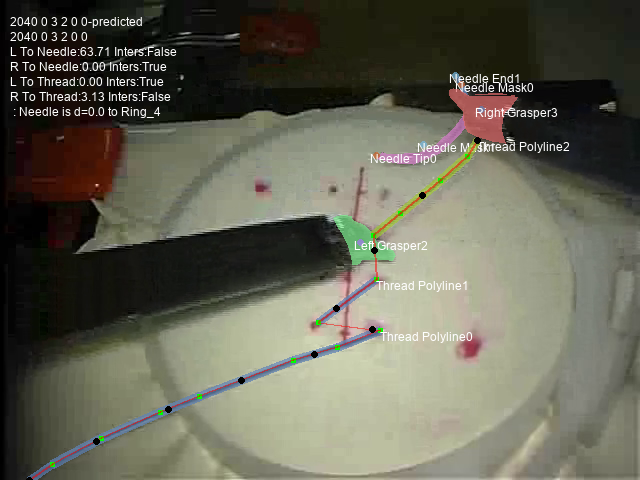 2040 0 3 2 0 0-predicted
2040 0 3 2 0 0
L To Needle:63.71 Inters:False
R To Needle:0.00 Inters:True
L To Thread:0.00 Inters:True
R To Thread:3.13 Inters:False
: Needle is d=0.0 to Ring_4
Needle End1
Needle Mask0
Right Grasper3
Needle Mask1
Thread Polyline2
Needle Tip0
Left Grasper2
Thread Polyline1
Thread Polyline0